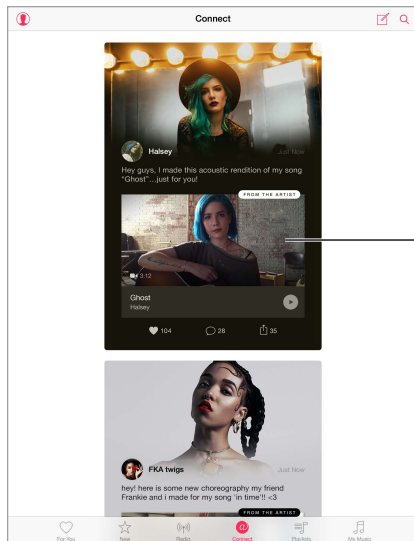 Connect
Halsey
Just Now
Hey guys, I made this acoustic rendition of my song
“Ghost”…just for you!
FROM THE ARTIST
3:12
Ghost
Halsey
104
28
35
FKA twigs
Just Now
hey! here is some new choreography my friend
Frankie and i made for my song 'in time'!! <3
FROM THE ARTIST
For You
New
Radio
Connect
Playlists
My Music